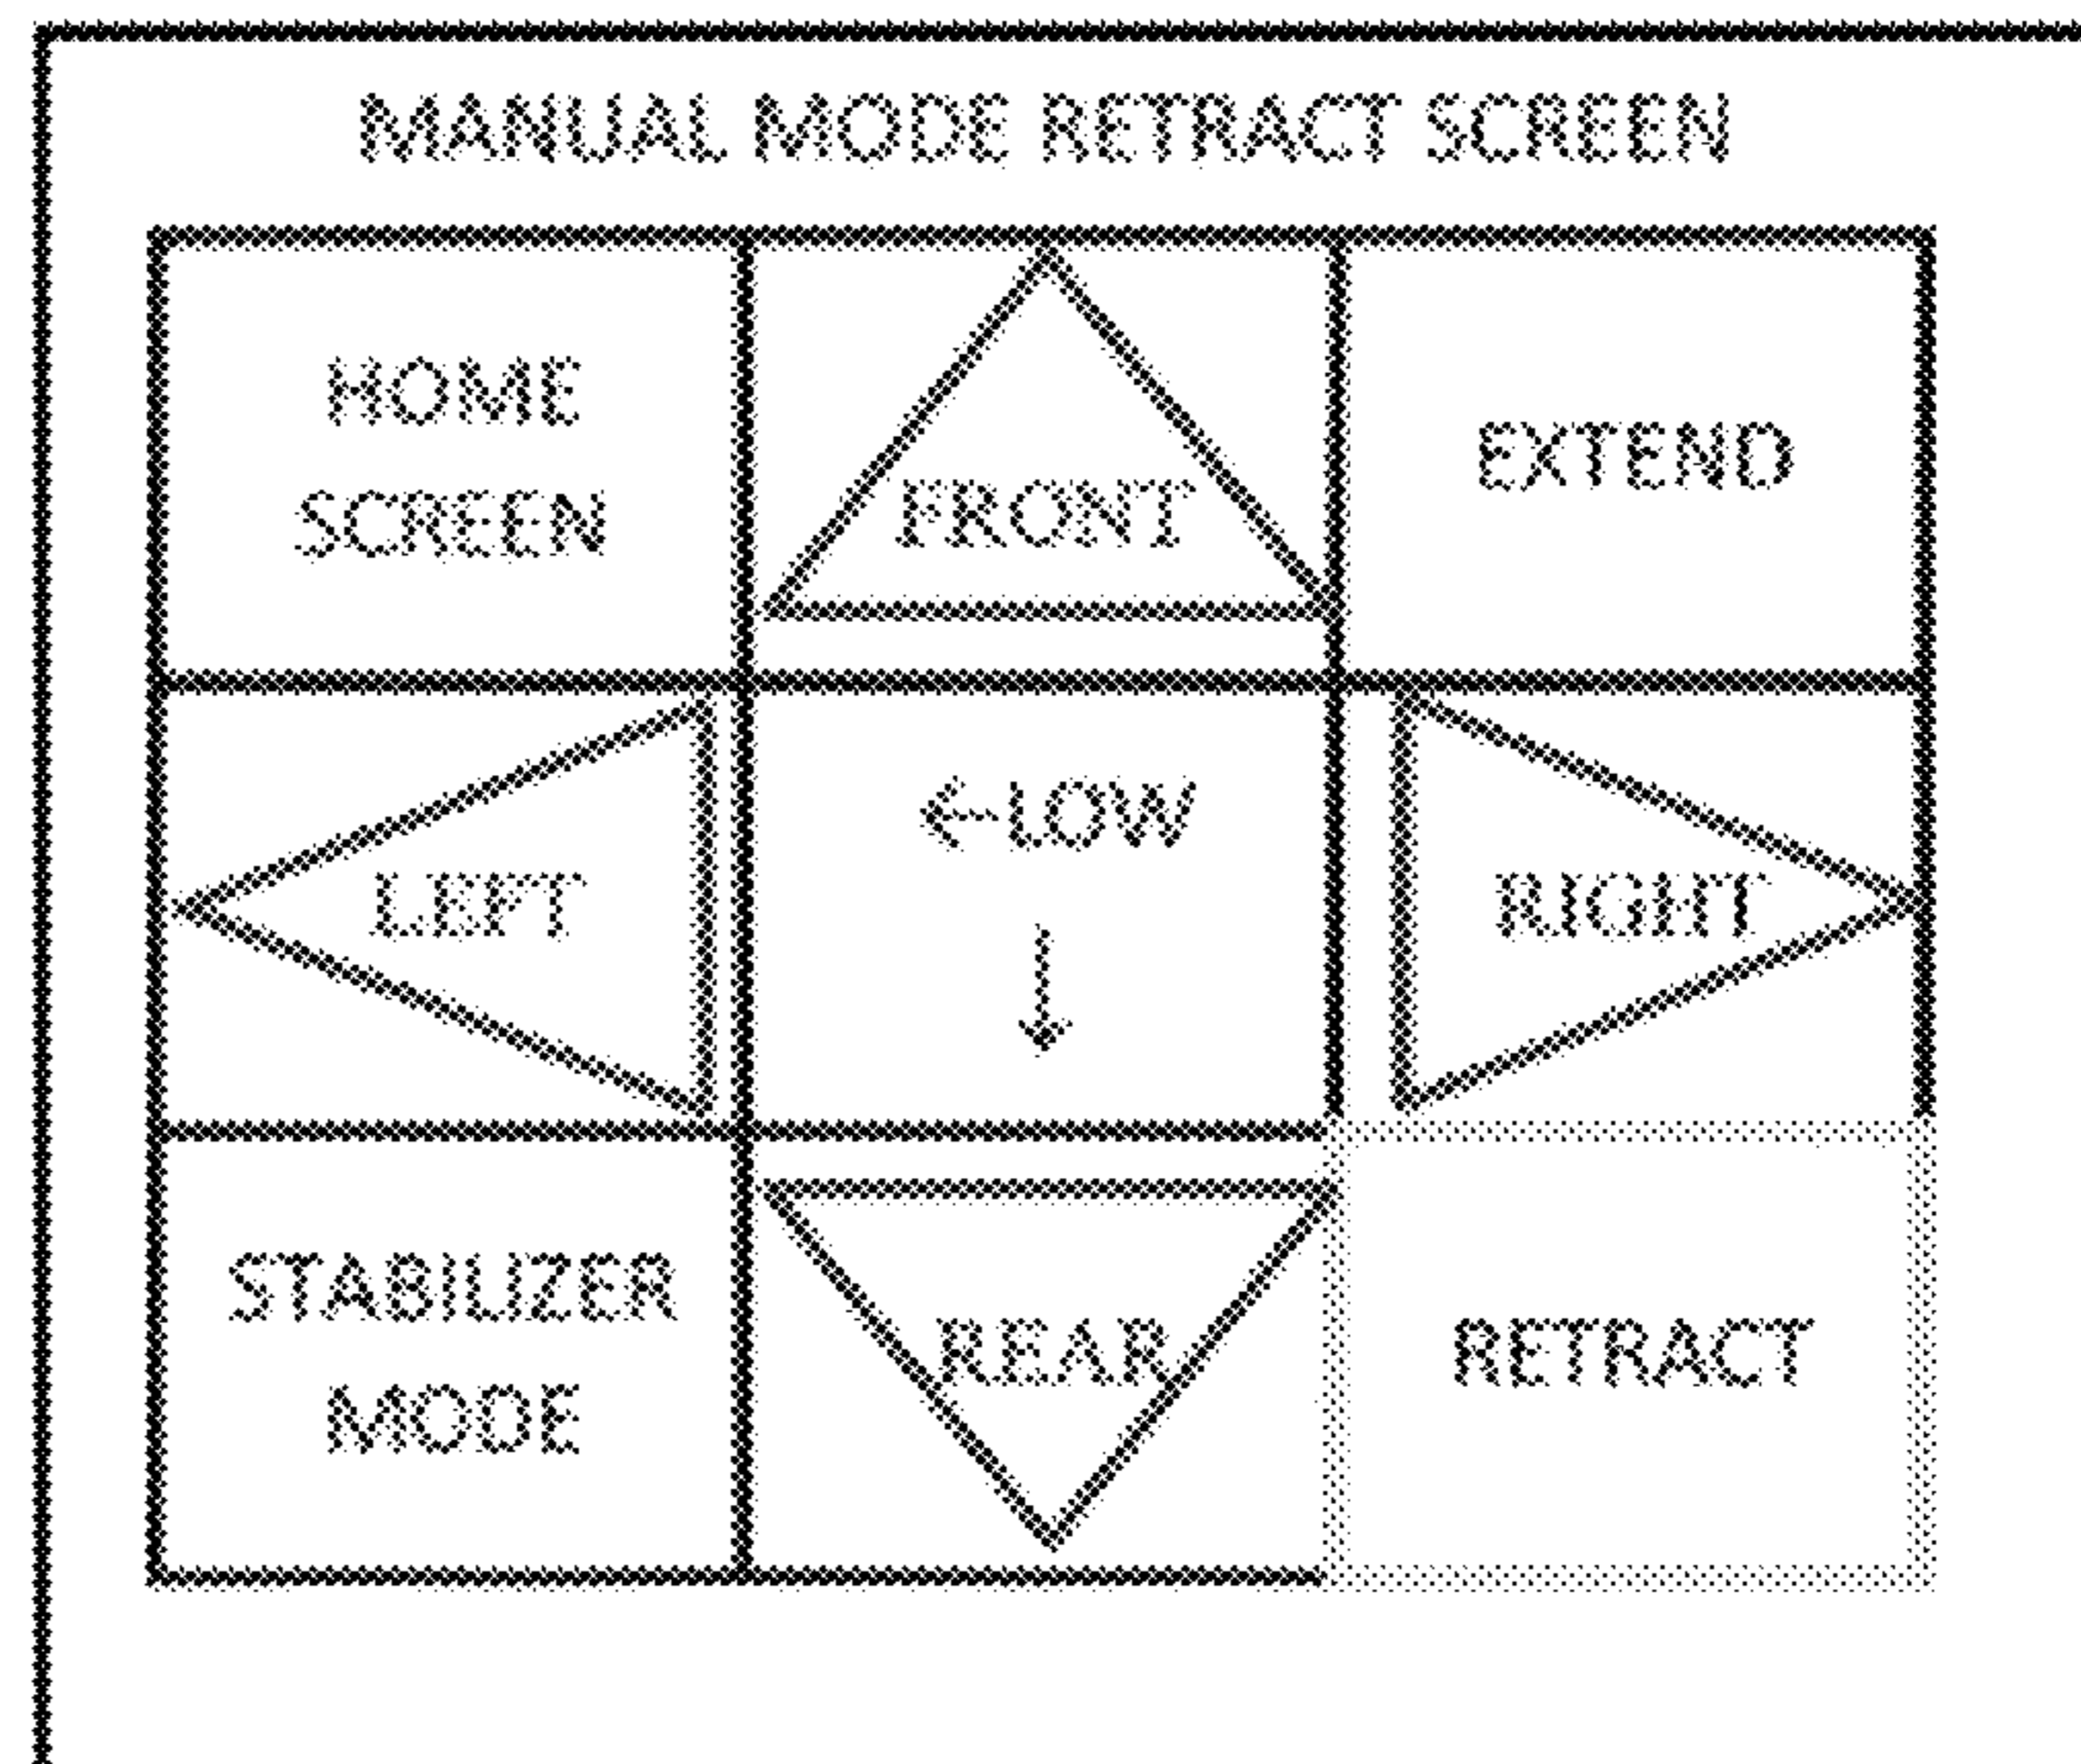 MANUAL MODE RETRACT SCREEN
HOME
SCREEN
FRONT
EXTEND
LEFT
←LOW
↓
RIGHT
STABILIZER
MODE
REAR
RETRACT